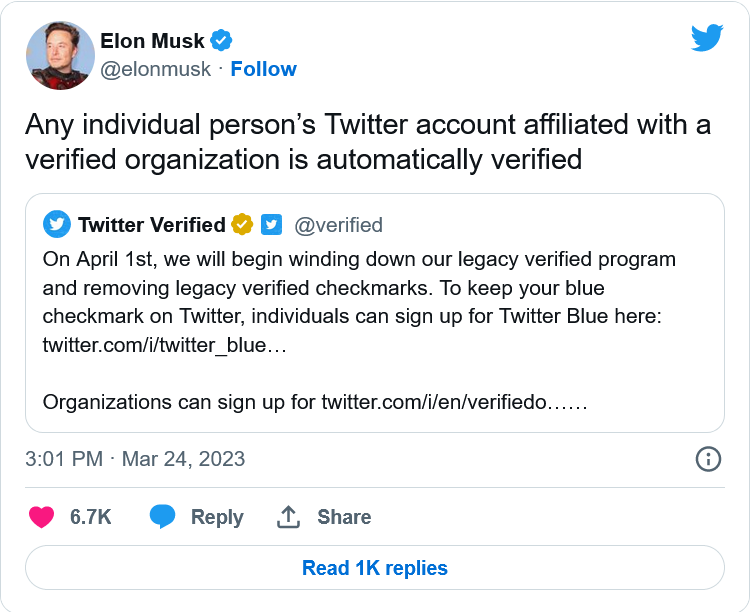 Elon Musk
@elonmusk · Follow
Any individual person’s Twitter account affiliated with a
verified organization is automatically verified
Twitter Verified @verified
On April 1st, we will begin winding down our legacy verified program
and removing legacy verified checkmarks. To keep your blue
checkmark on Twitter, individuals can sign up for Twitter Blue here:
twitter.com/i/twitter_blue…
Organizations can sign up for twitter.com/i/en/verifiedo……
3:01 PM · Mar 24, 2023
6.7K Reply Share
Read 1K replies